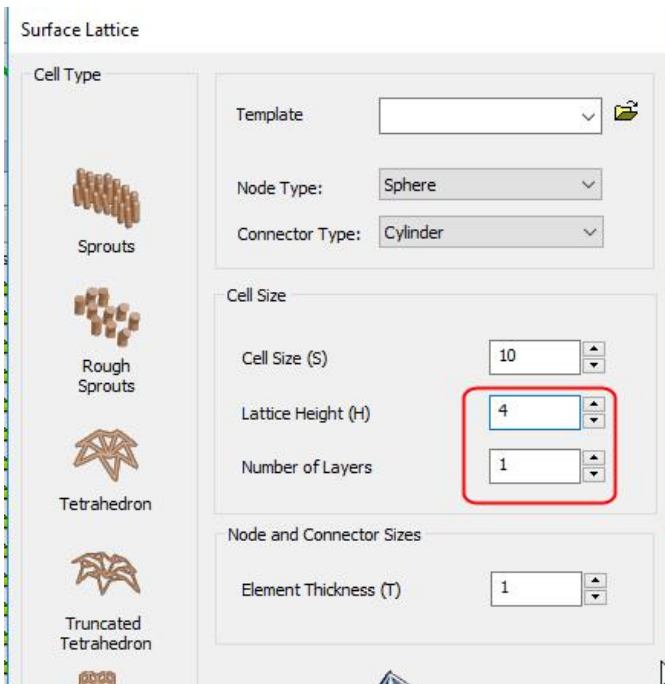 Surface Lattice
Cell Type
Sprouts
Rough
Sprouts
Tetrahedron
Truncated
Tetrahedron
Template
Node Type: Sphere
Connector Type: Cylinder
Cell Size
Cell Size (S) 10
Lattice Height (H) 4
Number of Layers 1
Node and Connector Sizes
Element Thickness (T) 1